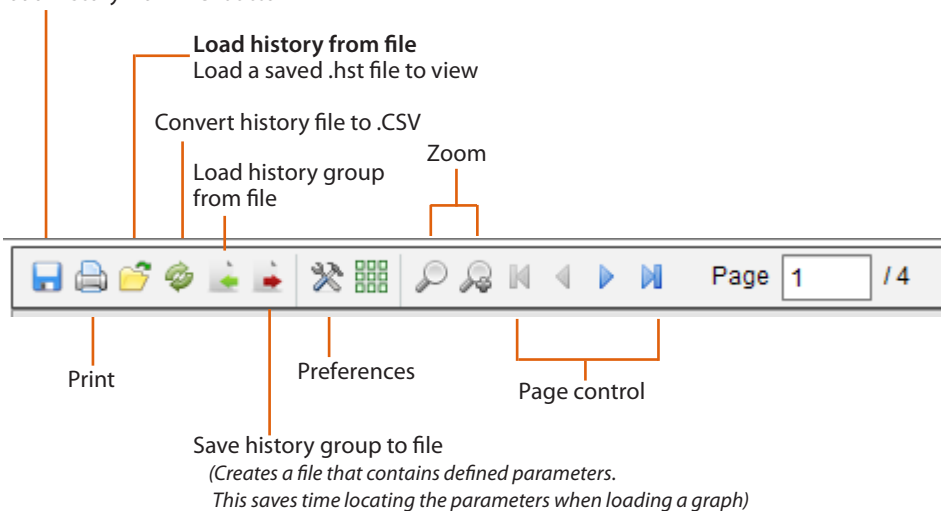 Load history from file
Load a saved .hst file to view
Convert history file to .CSV
Zoom
Load history group
from file
Page 1 / 4
Print
Preferences
Page control
Save history group to file
(Creates a file that contains defined parameters.
This saves time locating the parameters when loading a graph)